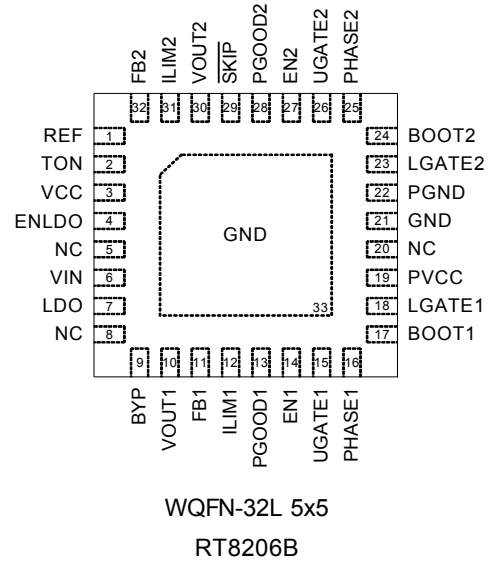 FB2
ILIM2
VOUT2
SKIP
PGOOD2
EN2
UGATE2
PHASE2
32 31 30 29 28 27 26 25
REF 1
TON 2
VCC 3
ENLDO 4
NC 5
VIN 6
LDO 7
NC 8
GND
33
24 BOOT2
23 LGATE2
22 PGND
21 GND
20 NC
19 PVCC
18 LGATE1
17 BOOT1
9 10 11 12 13 14 15 16
BYP
VOUT1
FB1
ILIM1
PGOOD1
EN1
UGATE1
PHASE1
WQFN-32L 5x5
RT8206B